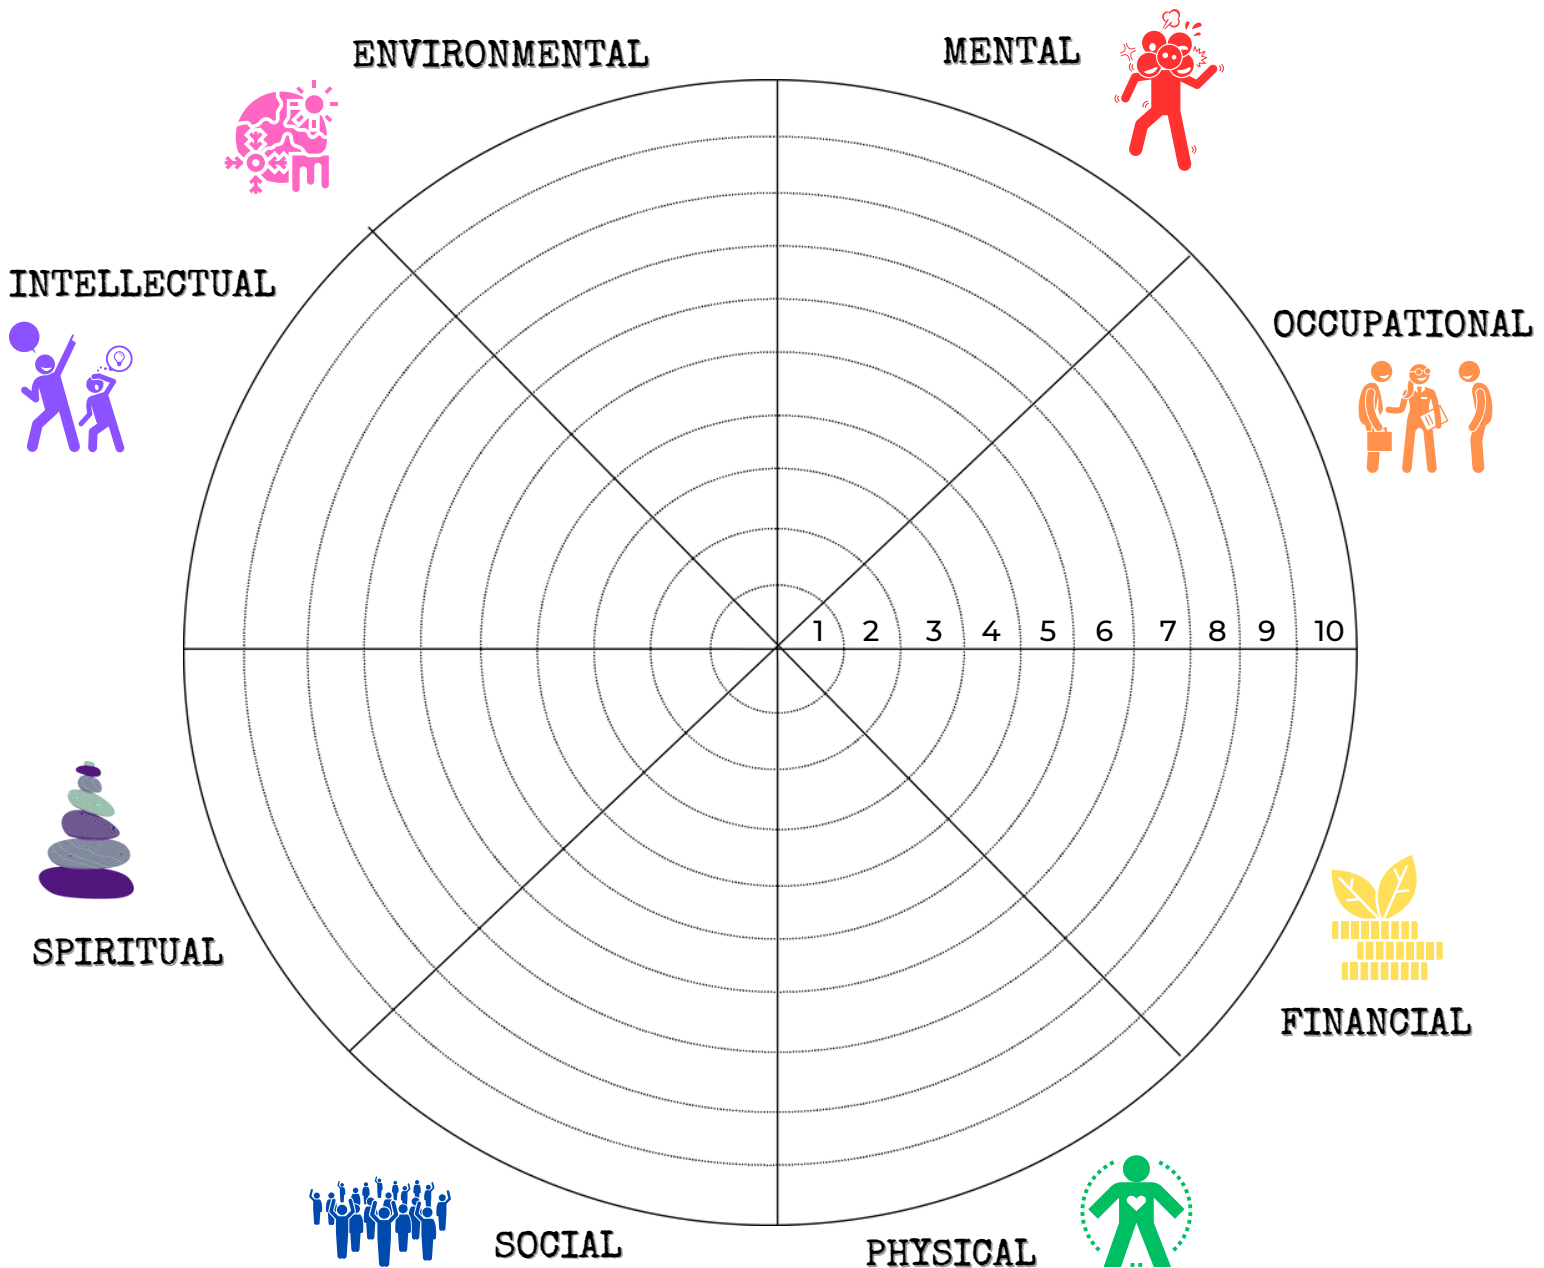 ENVIRONMENTAL
MENTAL
INTELLECTUAL
OCCUPATIONAL
1 2 3 4 5 6 7 8 9 10
SPIRITUAL
FINANCIAL
SOCIAL
PHYSICAL